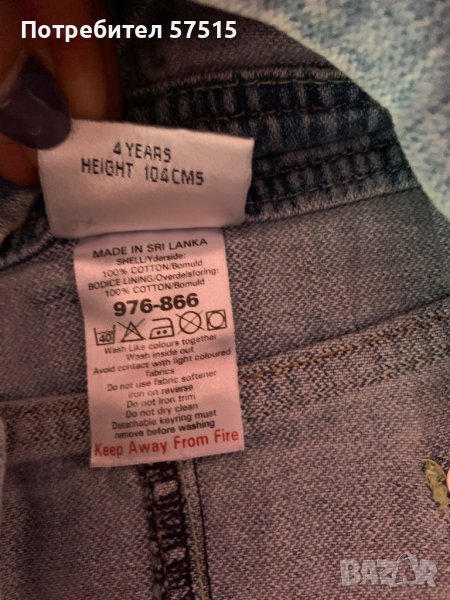 Потребител 57515
4 YEARS
HEIGHT 104CMS
MADE IN SRI LANKA
SHELL/Yderside:
100% COTTON/Bomuld
BODICE LINING/Overdelsforing:
100% COTTON/Bomuld
976-866
40
Wash Like colours together
Wash inside out
Avoid contact with light coloured
fabrics
Do not use fabric softener
iron on reverse
Do not iron trim
Do not dry clean
Detachable keyring must
remove before washing
Keep Away From Fire
BAZAR